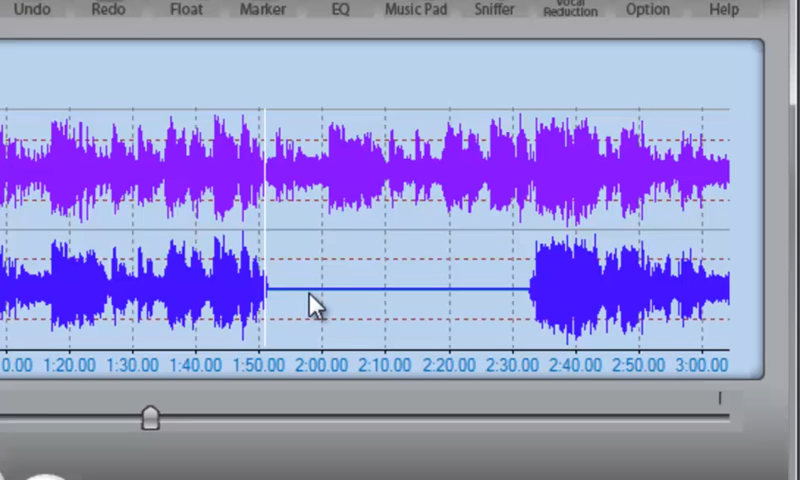 Undo Redo Float Marker EQ Music Pad Sniffer Vocal Reduction Option Help
0.00 1:20.00 1:30.00 1:40.00 1:50.00 2:00.00 2:10.00 2:20.00 2:30.00 2:40.00 2:50.00 3:00.00